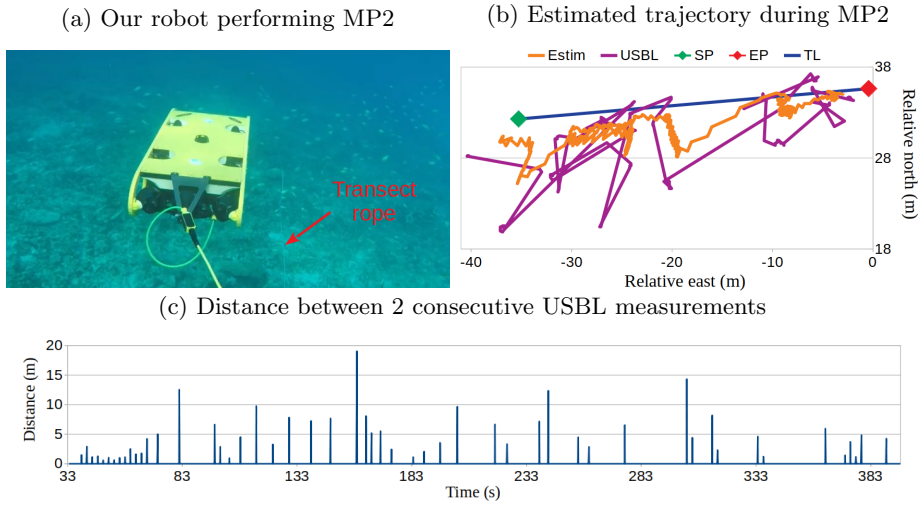 (a) Our robot performing MP2
Transect
rope
(b) Estimated trajectory during MP2
Estim USBL SP EP TL
38
28
18
Relative north (m)
-40 -30 -20 -10 0
Relative east (m)
(c) Distance between 2 consecutive USBL measurements
20
15
10
5
0
Distance (m)
33 83 133 183 233 283 333 383
Time (s)